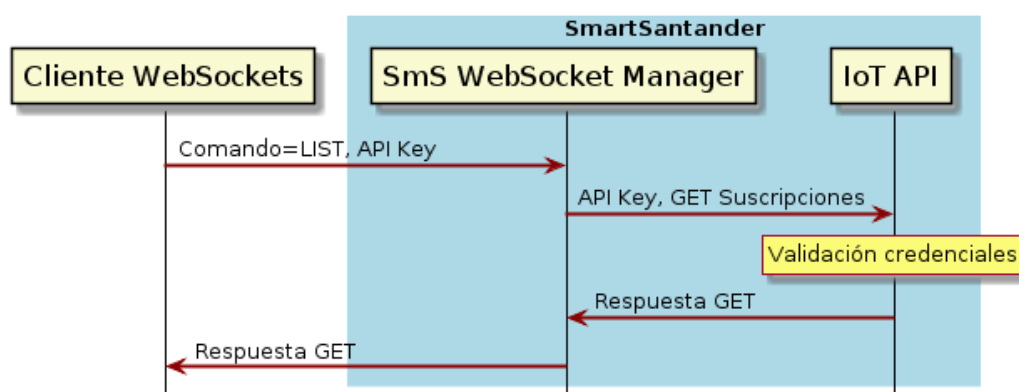 SmartSantander
Cliente WebSockets
SmS WebSocket Manager
IoT API
Comando=LIST, API Key
API Key, GET Suscripciones
Validación credenciales
Respuesta GET
Respuesta GET